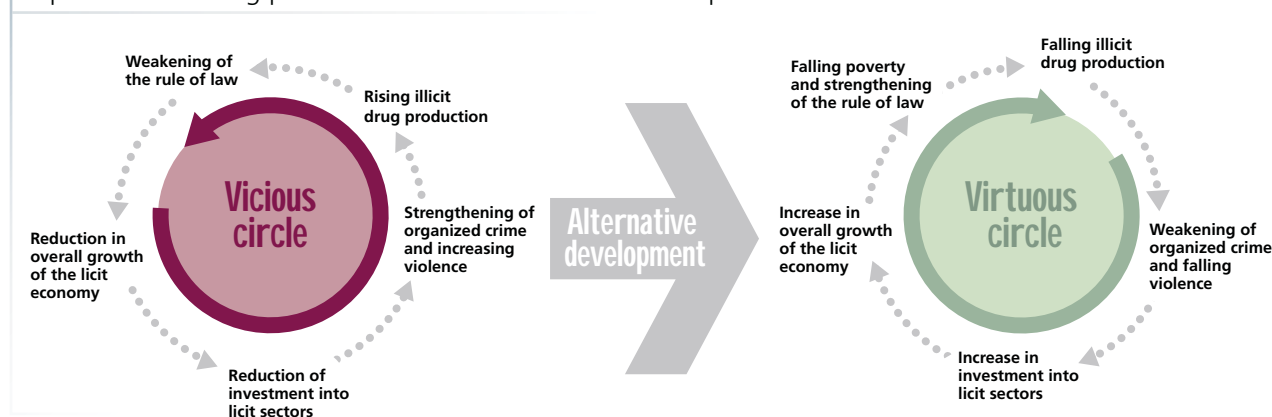 Weakening of
the rule of law
Rising illicit
drug production
Strengthening of
organized crime
and increasing
violence
Reduction of
investment into
licit sectors
Reduction in
overall growth
of the licit
economy
Vicious
circle
Alternative
development
Falling poverty
and strengthening
of the rule of law
Falling illicit
drug production
Weakening of
organized crime
and falling
violence
Increase in
investment into
licit sectors
Increase in
overall growth
of the licit
economy
Virtuous
circle